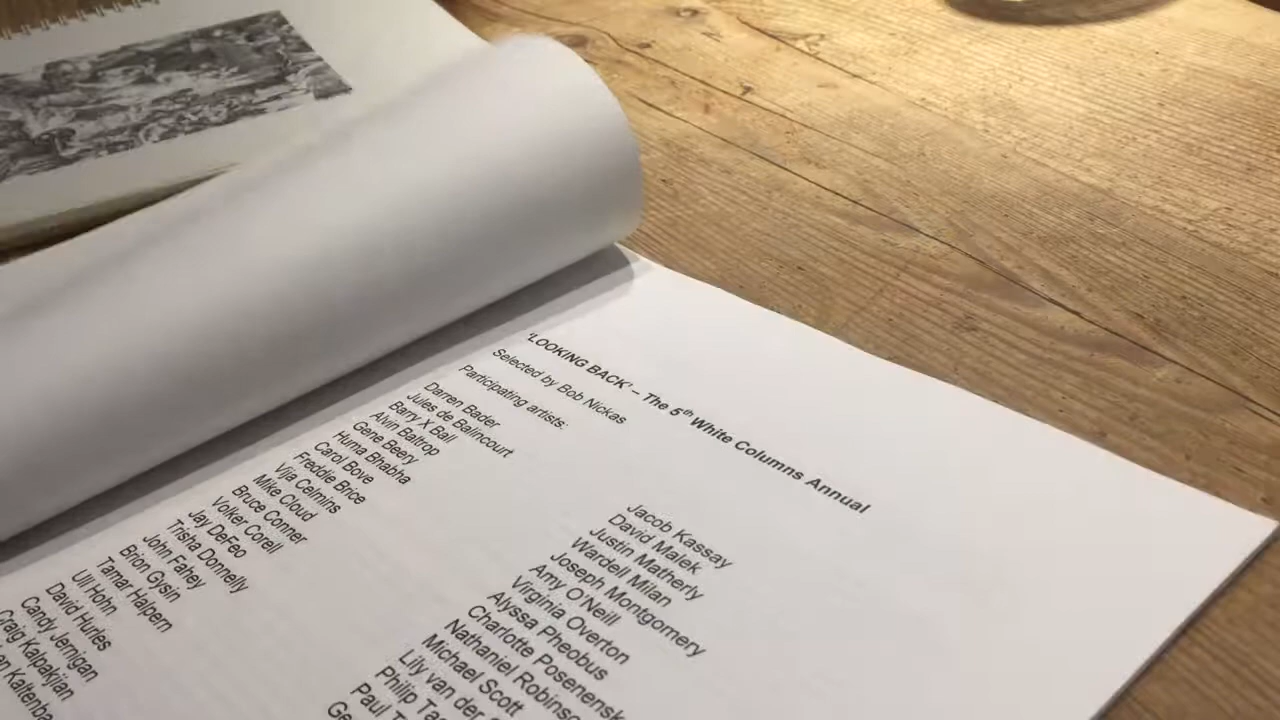 'LOOKING BACK' – The 5th White Columns Annual
Selected by Bob Nickas
Participating artists:
Darren Bader
Jules de Balincourt
Barry X Ball
Alvin Baltrop
Gene Beery
Huma Bhabha
Carol Bove
Freddie Brice
Vija Celmins
Mike Cloud
Bruce Conner
Volker Corell
Jay DeFeo
Trisha Donnelly
John Fahey
Brion Gysin
Tamar Halpern
Uli Hohn
David Hurles
Candy Jernigan
Craig Kalpakjian
Jacob Kassay
David Malek
Justin Matherly
Wardell Milan
Joseph Montgomery
Amy O'Neill
Virginia Overton
Alyssa Pheobus
Charlotte
Nathaniel
Michael Scott
Lily van der
Philip
Paul